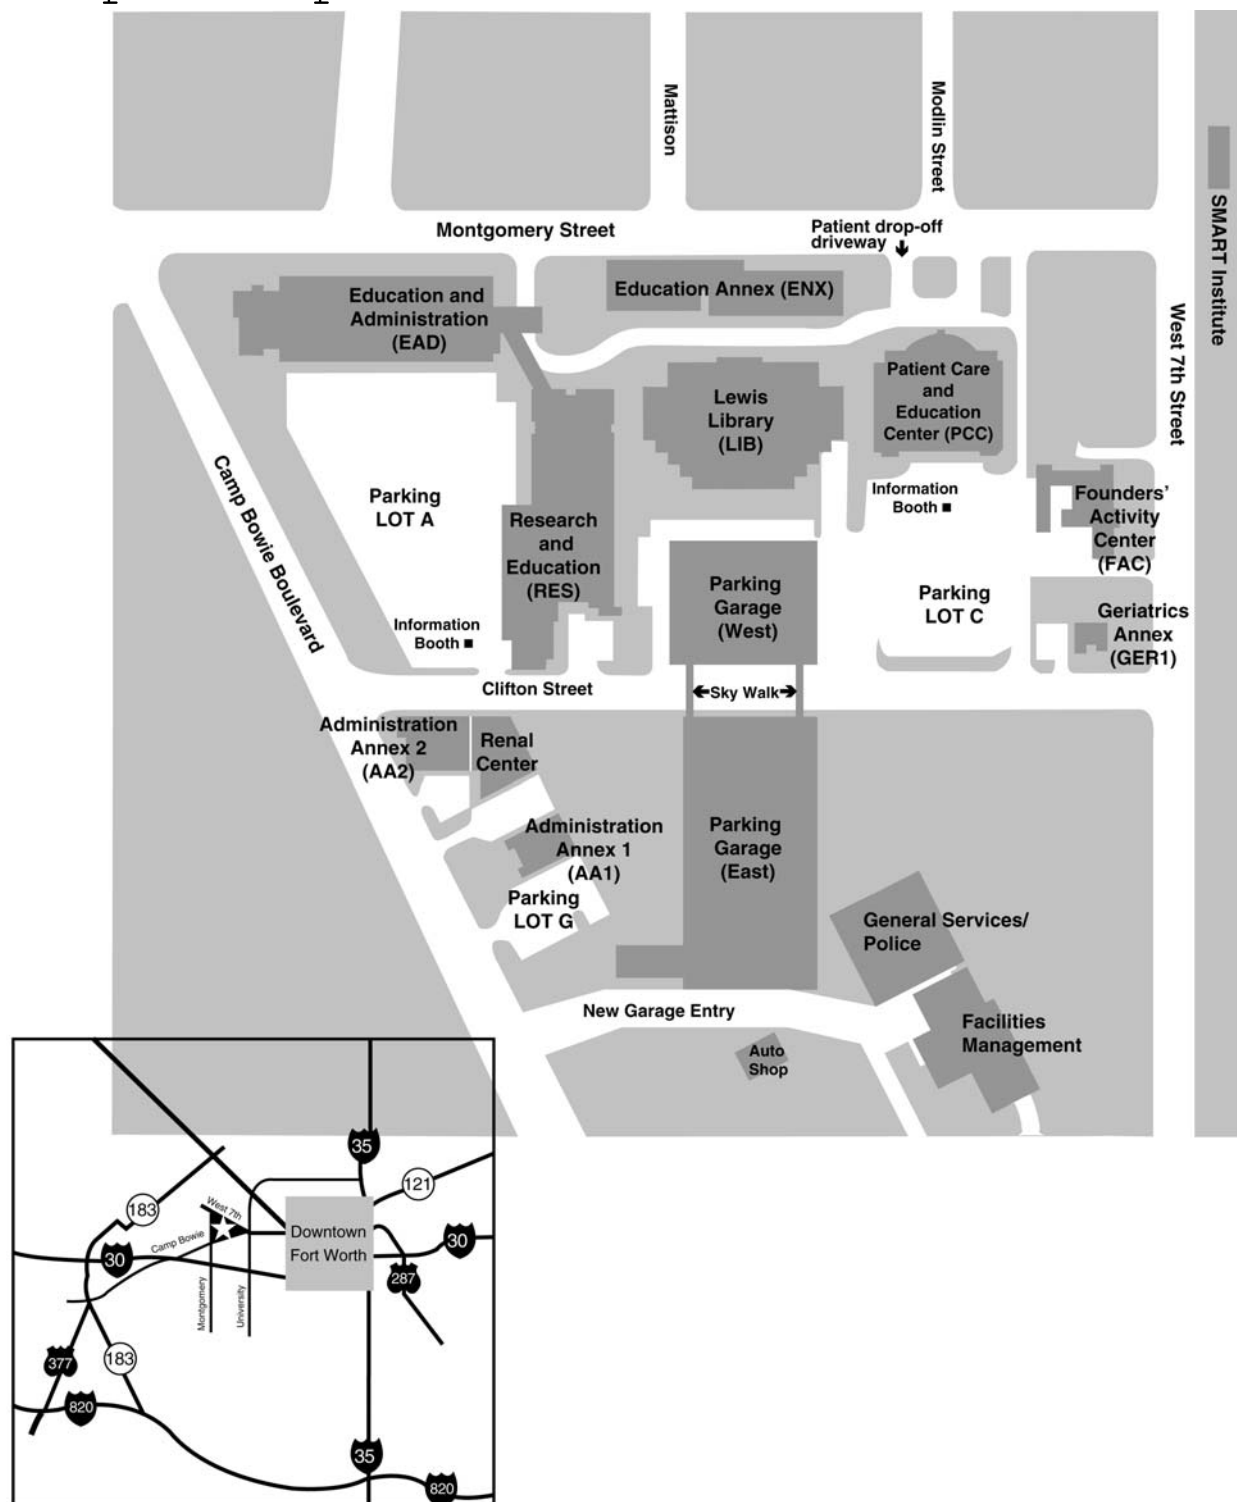 Mattison
Modlin Street
SMART Institute
Montgomery Street
Patient drop-off
driveway
Education and
Administration
(EAD)
Education Annex (ENX)
West 7th Street
Lewis
Library
(LIB)
Patient Care
and
Education
Center (PCC)
Camp Bowie Boulevard
Parking
LOT A
Research
and
Education
(RES)
Information
Booth
Founders’
Activity
Center
(FAC)
Parking
Garage
(West)
Parking
LOT C
Geriatrics
Annex
(GER1)
Information
Booth
Clifton Street
Sky Walk
Administration
Annex 2
(AA2)
Renal
Center
Administration
Annex 1
(AA1)
Parking
Garage
(East)
Parking
LOT G
General Services/
Police
New Garage Entry
Facilities
Management
Auto
Shop
35
121
183
West 7th
Camp Bowie
Downtown
Fort Worth
30
30
287
Montgomery
University
377
183
820
35
820